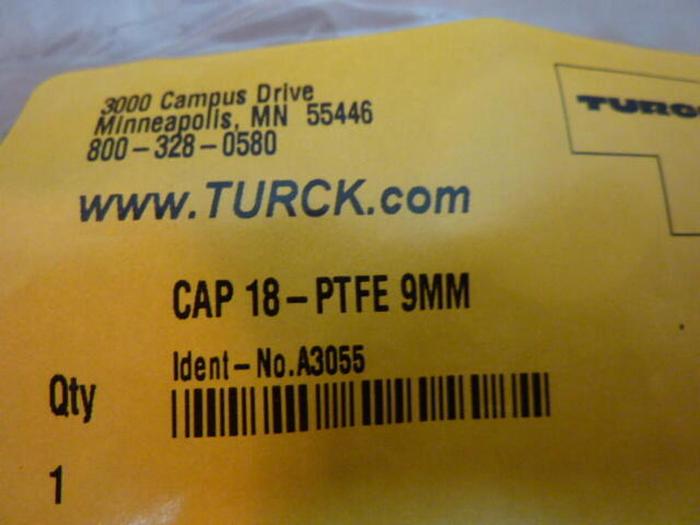 3000 Campus Drive
Minneapolis, MN 55446
800-328-0580
www.TURCK.com
CAP 18-PTFE 9MM
Ident-No.A3055
Qty
1